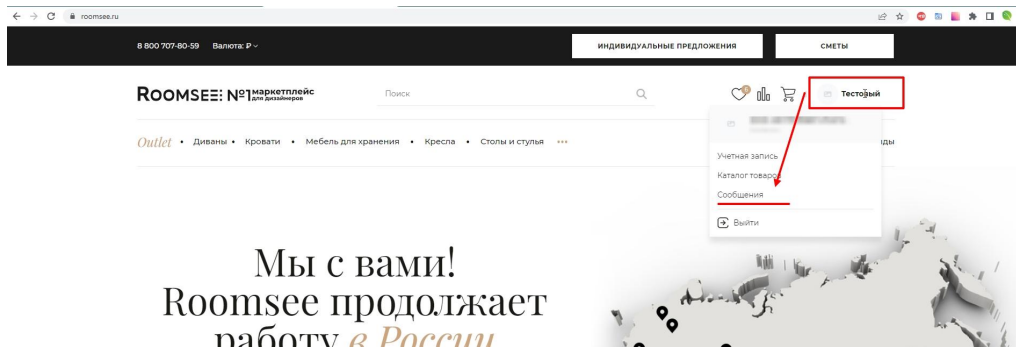 roomsee.ru
8 800 707-80-59 Валюта: ₽ ИНДИВИДУАЛЬНЫЕ ПРЕДЛОЖЕНИЯ СМЕТЫ
ROOMSEE: №1 маркетплейс
для дизайнеров
Поиск
0
Тестовый
Outlet • Диваны • Кровати • Мебель для хранения • Кресла • Столы и стулья •••
Учетная запись
Каталог товаров
Сообщения
Выйти
Мы с вами!
Roomsee продолжает
работу в России